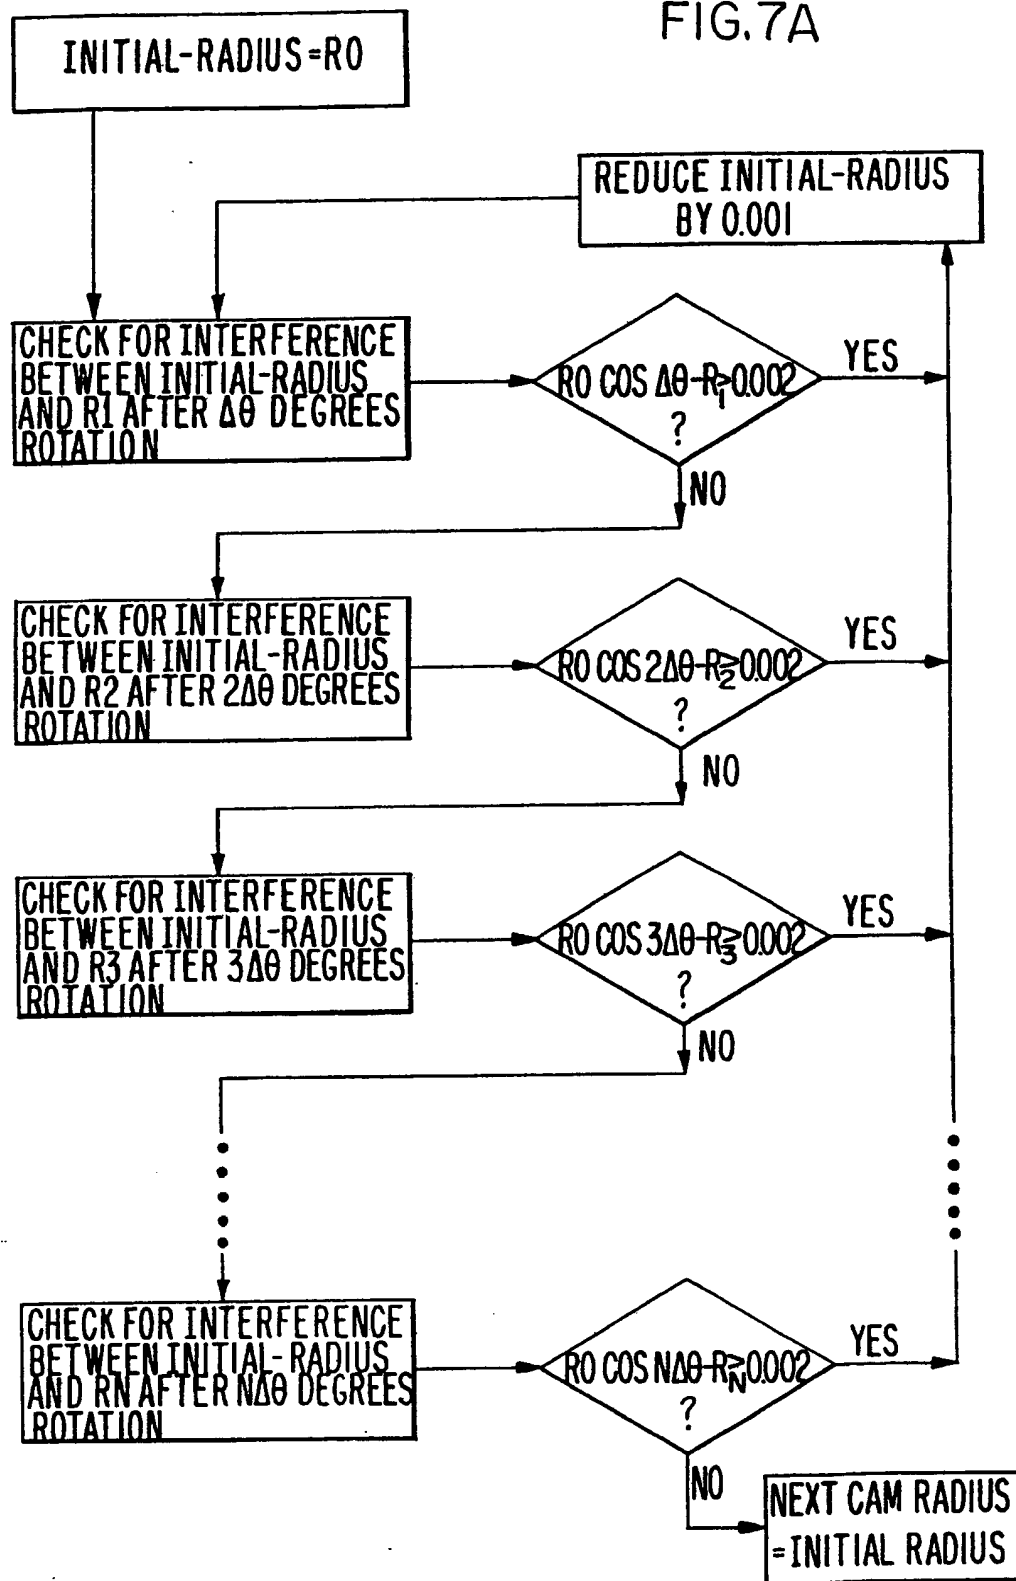 FIG.7A
INITIAL-RADIUS=R0
REDUCE INITIAL-RADIUS
BY 0.001
CHECK FOR INTERFERENCE
BETWEEN INITIAL-RADIUS
AND R1 AFTER Δθ DEGREES
ROTATION
R0 COS Δθ-R₁≥0.002
?
YES
NO
CHECK FOR INTERFERENCE
BETWEEN INITIAL-RADIUS
AND R2 AFTER 2Δθ DEGREES
ROTATION
R0 COS 2Δθ-R₂≥0.002
?
YES
NO
CHECK FOR INTERFERENCE
BETWEEN INITIAL-RADIUS
AND R3 AFTER 3Δθ DEGREES
ROTATION
R0 COS 3Δθ-R₃≥0.002
?
YES
NO
CHECK FOR INTERFERENCE
BETWEEN INITIAL-RADIUS
AND RN AFTER NΔθ DEGREES
ROTATION
R0 COS NΔθ-R_N≥0.002
?
YES
NO
NEXT CAM RADIUS
=INITIAL RADIUS